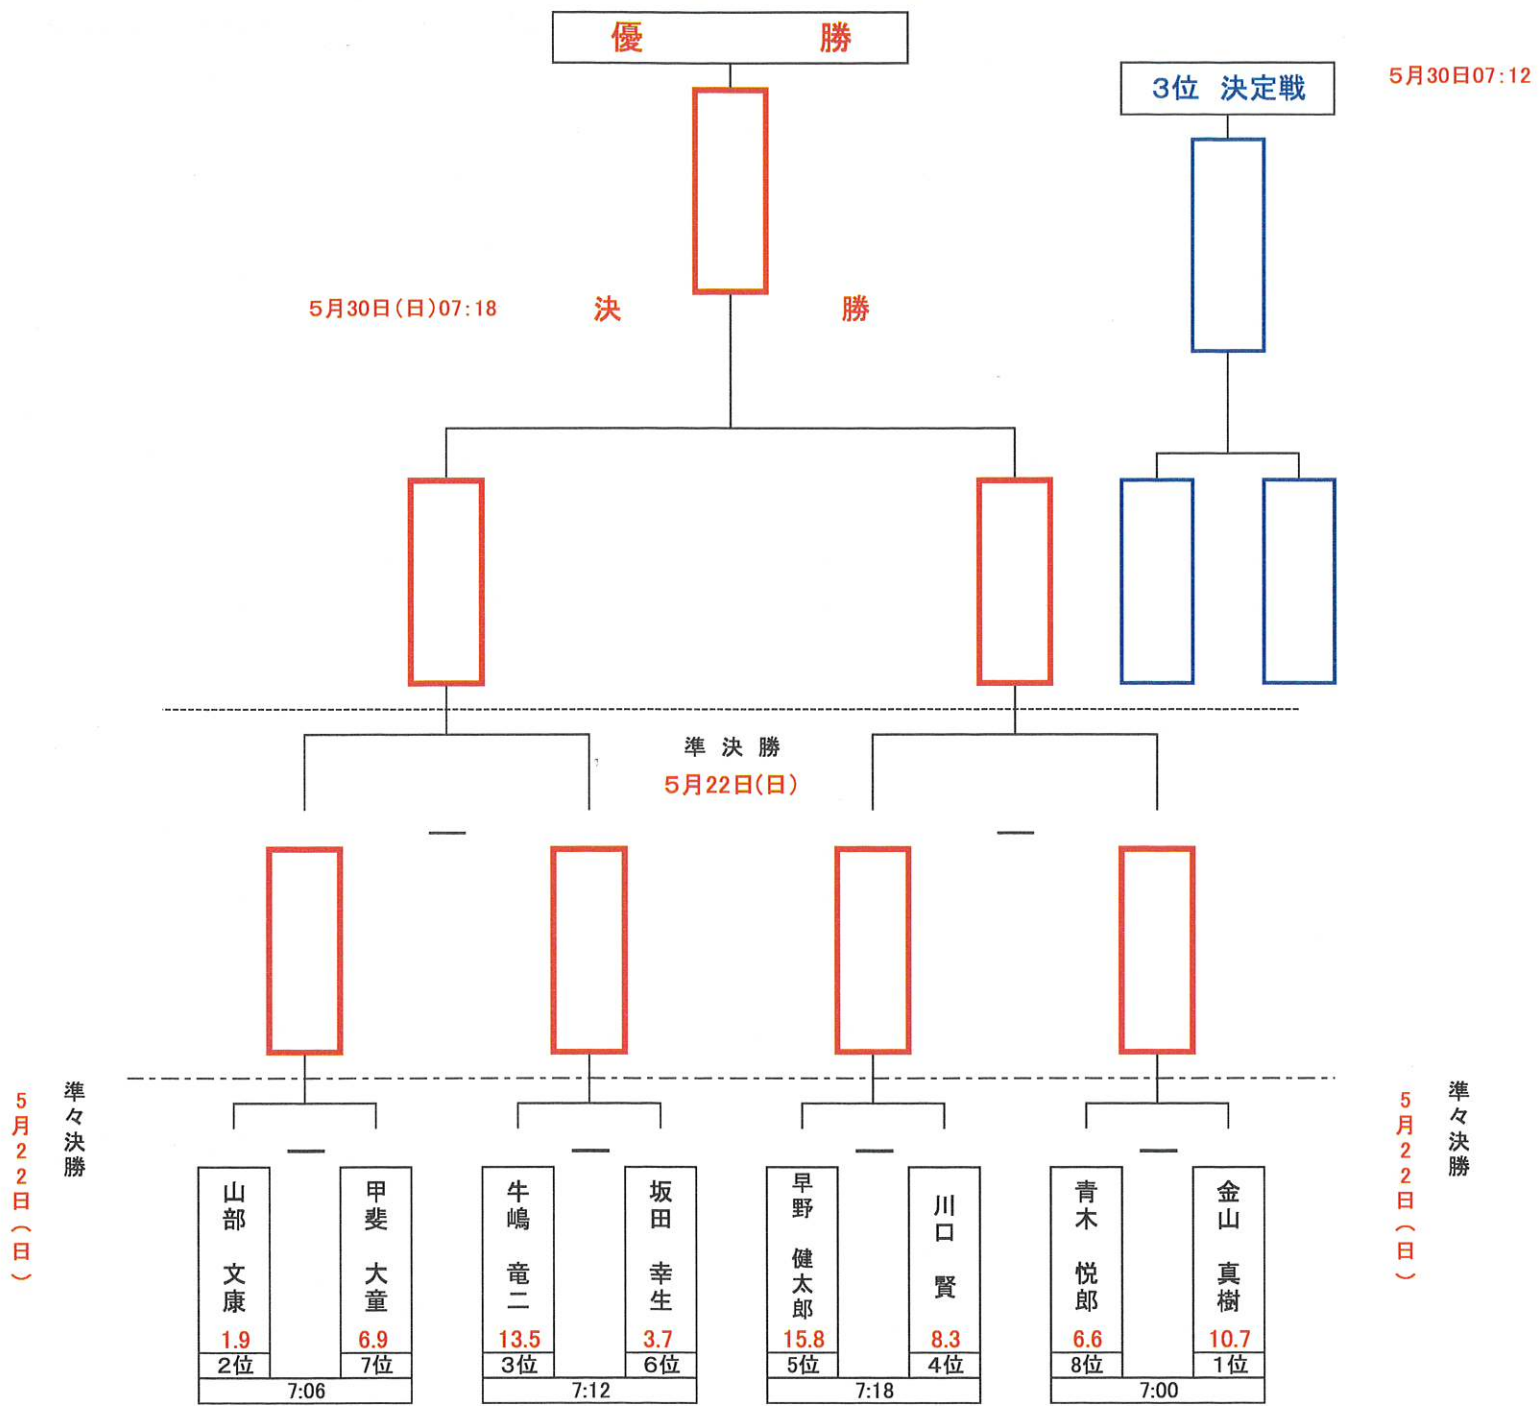 優 勝
3位 決定戦
5月30日07:12
5月30日(日)07:18
決 勝
準 決 勝
5月22日(日)
準々決勝
5月22日(日)
準々決勝
5月22日(日)
山部 文康
1.9
2位
甲斐 大童
6.9
7位
7:06
牛嶋 竜二
13.5
3位
坂田 幸生
3.7
6位
7:12
早野 健太郎
15.8
5位
川口 賢
8.3
4位
7:18
青木 悦郎
6.6
8位
金山 真樹
10.7
1位
7:00